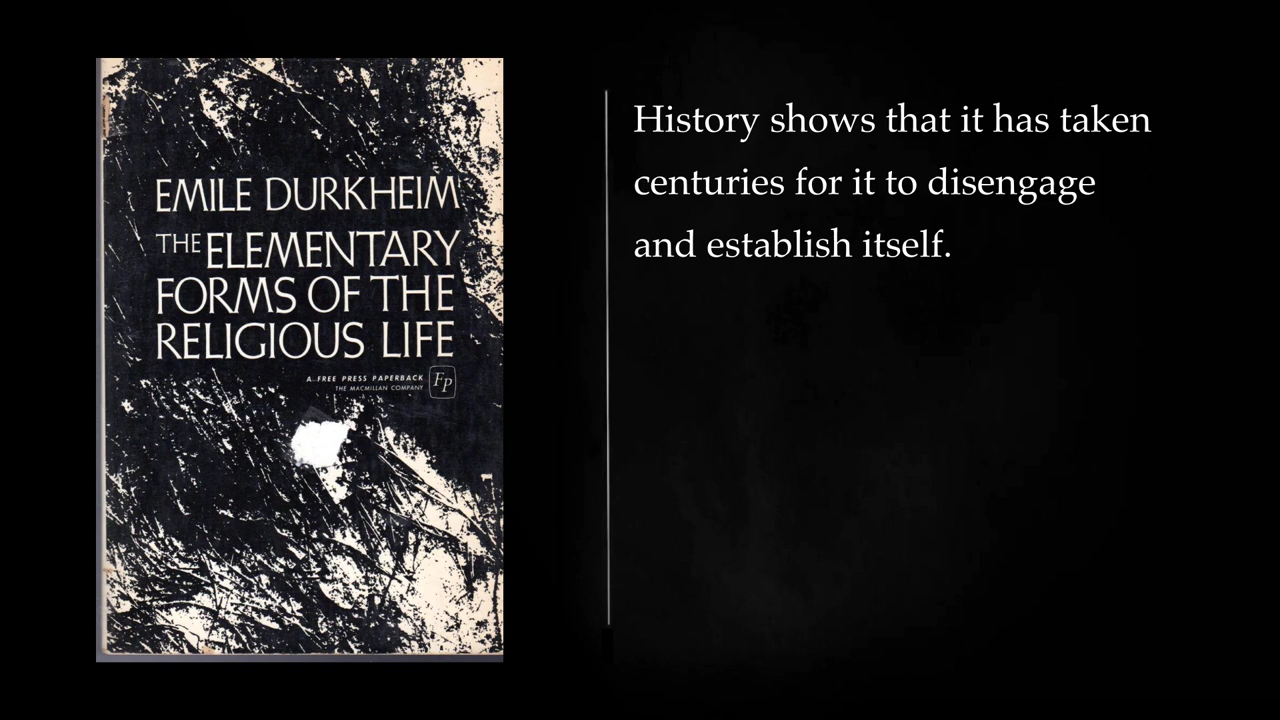 EMILE DURKHEIM
THE ELEMENTARY
FORMS OF THE
RELIGIOUS LIFE
A FREE PRESS PAPERBACK
THE MACMILLAN COMPANY
FP
History shows that it has taken
centuries for it to disengage
and establish itself.